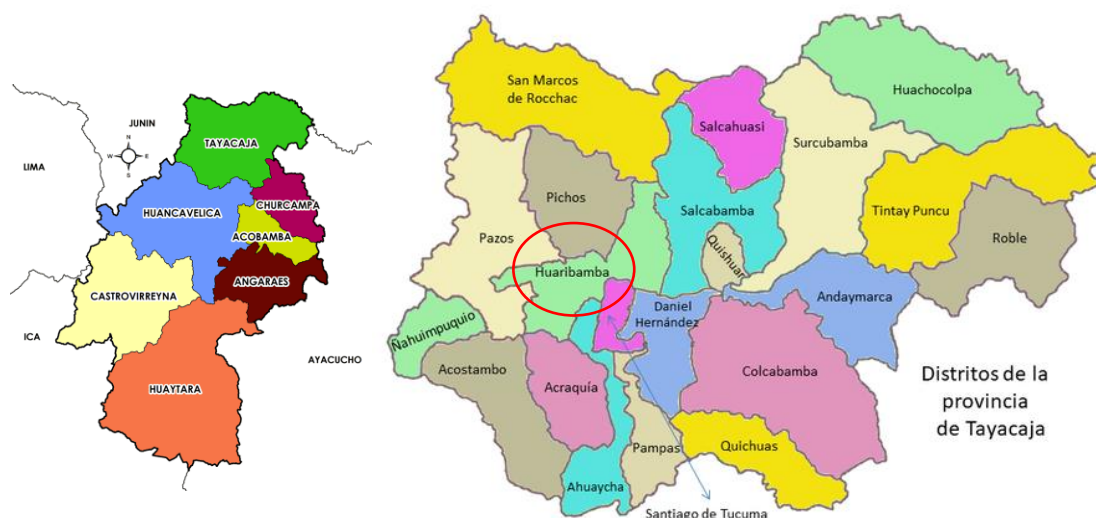 JUNIN
TAYACAJA
LIMA
N
W
E
S
CHURCAMPA
HUANCAVELICA
ACOBAMBA
ANGARAES
CASTROVIRREYNA
ICA
AYACUCHO
HUAYTARA
San Marcos
de Rocchac
Huachocolpa
Salcahuasi
Surcubamba
Pichos
Salcabamba
Tintay Puncu
Roble
Pazos
Quishuar
Huaribamba
Andaymarca
Daniel
Hernández
Ñahuimpuquio
Acostambo
Acraquía
Colcabamba
Distritos de la
provincia
de Tayacaja
Pampas
Quichuas
Ahuaycha
Santiago de Tucuma